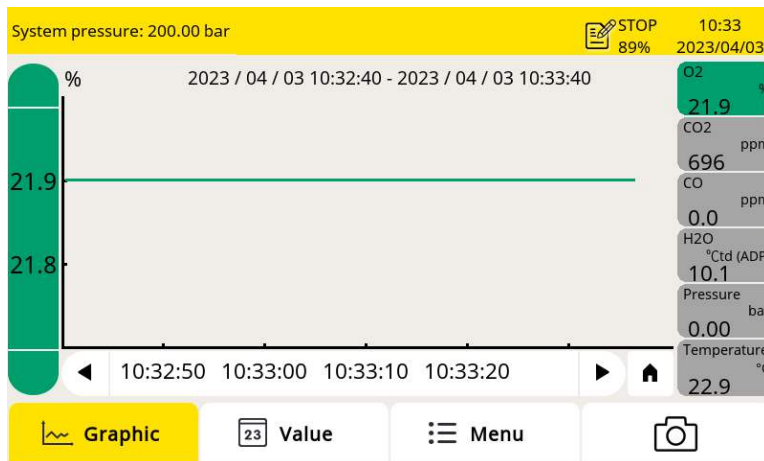 System pressure: 200.00 bar
STOP
89%
10:33
2023/04/03
%
2023 / 04 / 03 10:32:40 - 2023 / 04 / 03 10:33:40
21.9
21.8
10:32:50 10:33:00 10:33:10 10:33:20
O2
%
21.9
CO2
ppm
696
CO
ppm
0.0
H2O
°Ctd (ADP
10.1
Pressure
ba
0.00
Temperature
°C
22.9
Graphic
23
Value
Menu